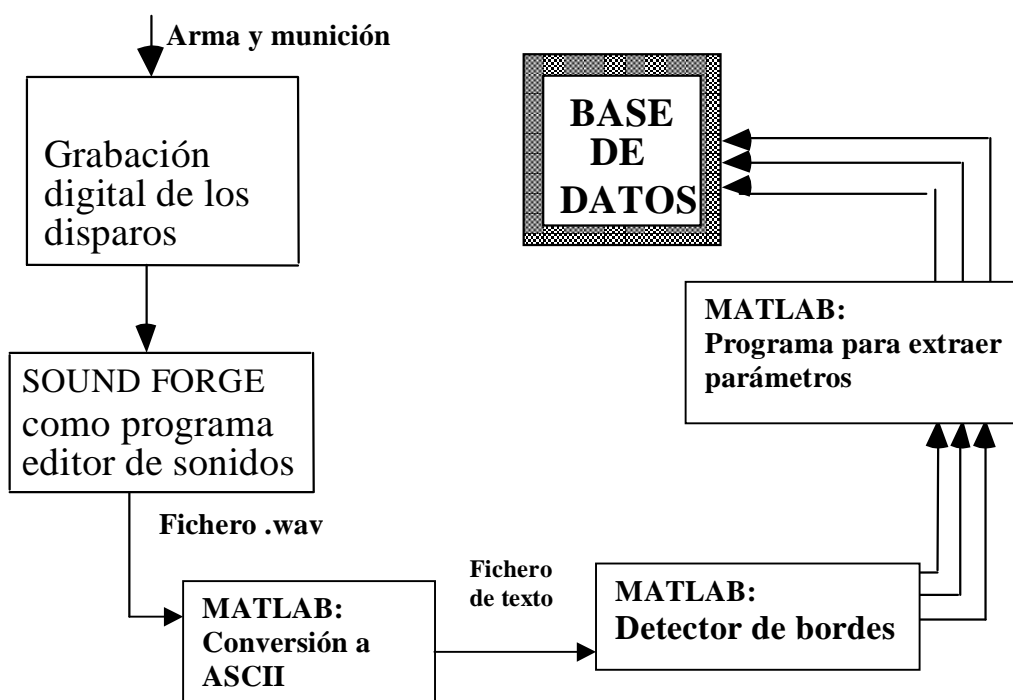 Arma y munición
Grabación
digital de los
disparos
SOUND FORGE
como programa
editor de sonidos
Fichero .wav
MATLAB:
Conversión a
ASCII
Fichero
de texto
MATLAB:
Detector de bordes
MATLAB:
Programa para extraer
parámetros
BASE
DE
DATOS